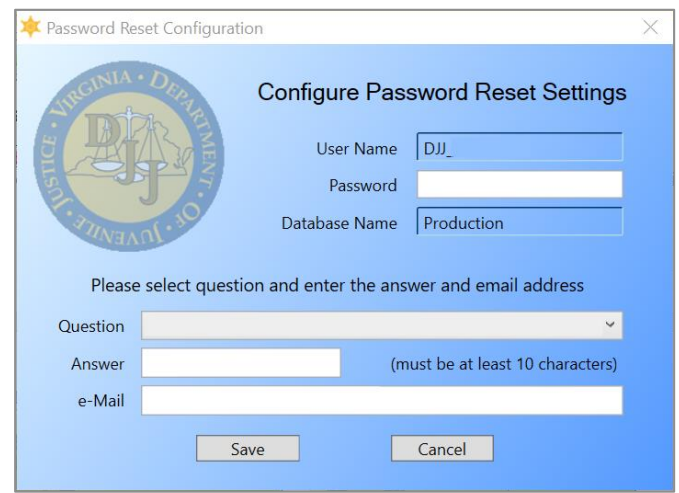 Password Reset Configuration
VIRGINIA · DEPARTMENT · OF JUVENILE · JUSTICE ·
DJJ
Configure Password Reset Settings
User Name DJJ_
Password
Database Name Production
Please select question and enter the answer and email address
Question
Answer (must be at least 10 characters)
e-Mail
Save Cancel